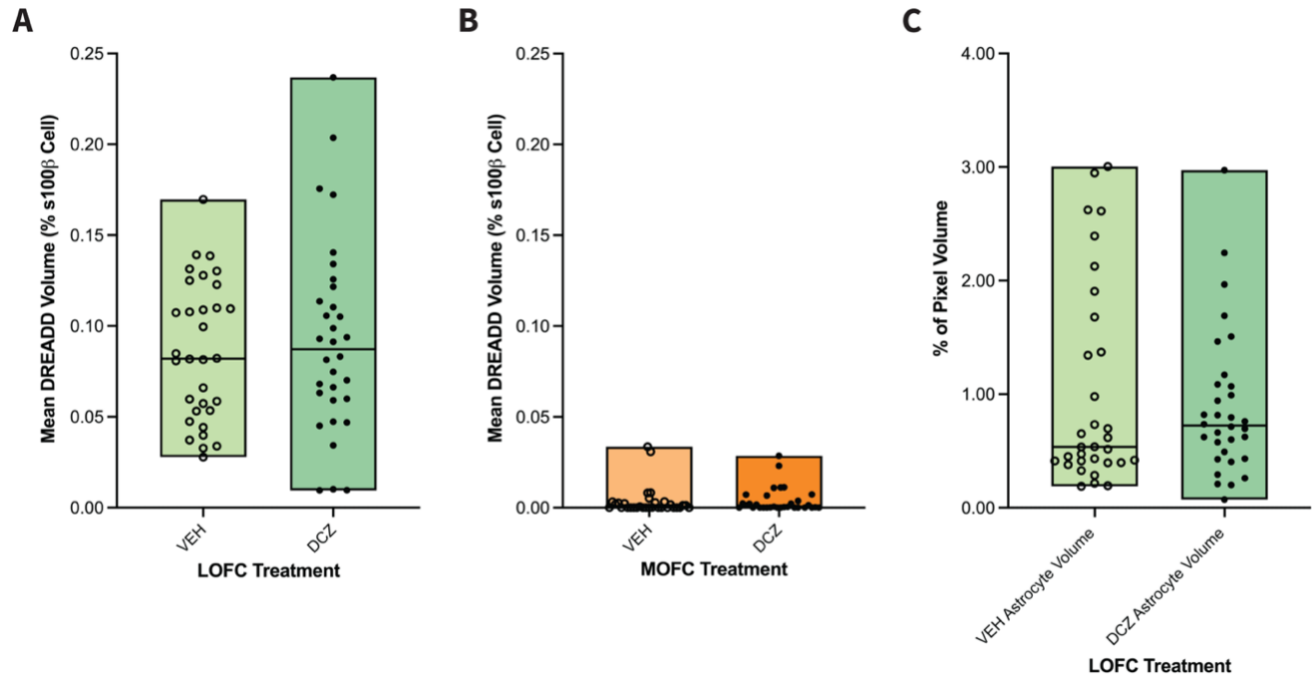 A
Mean DREADD Volume (% s100β Cell)
0.25
0.20
0.15
0.10
0.05
0.00
VEH
DCZ
LOFC Treatment
B
Mean DREADD Volume (% s100β Cell)
0.25
0.20
0.15
0.10
0.05
0.00
VEH
DCZ
MOFC Treatment
C
% of Pixel Volume
4.00
3.00
2.00
1.00
0.00
VEH Astrocyte Volume
DCZ Astrocyte Volume
LOFC Treatment